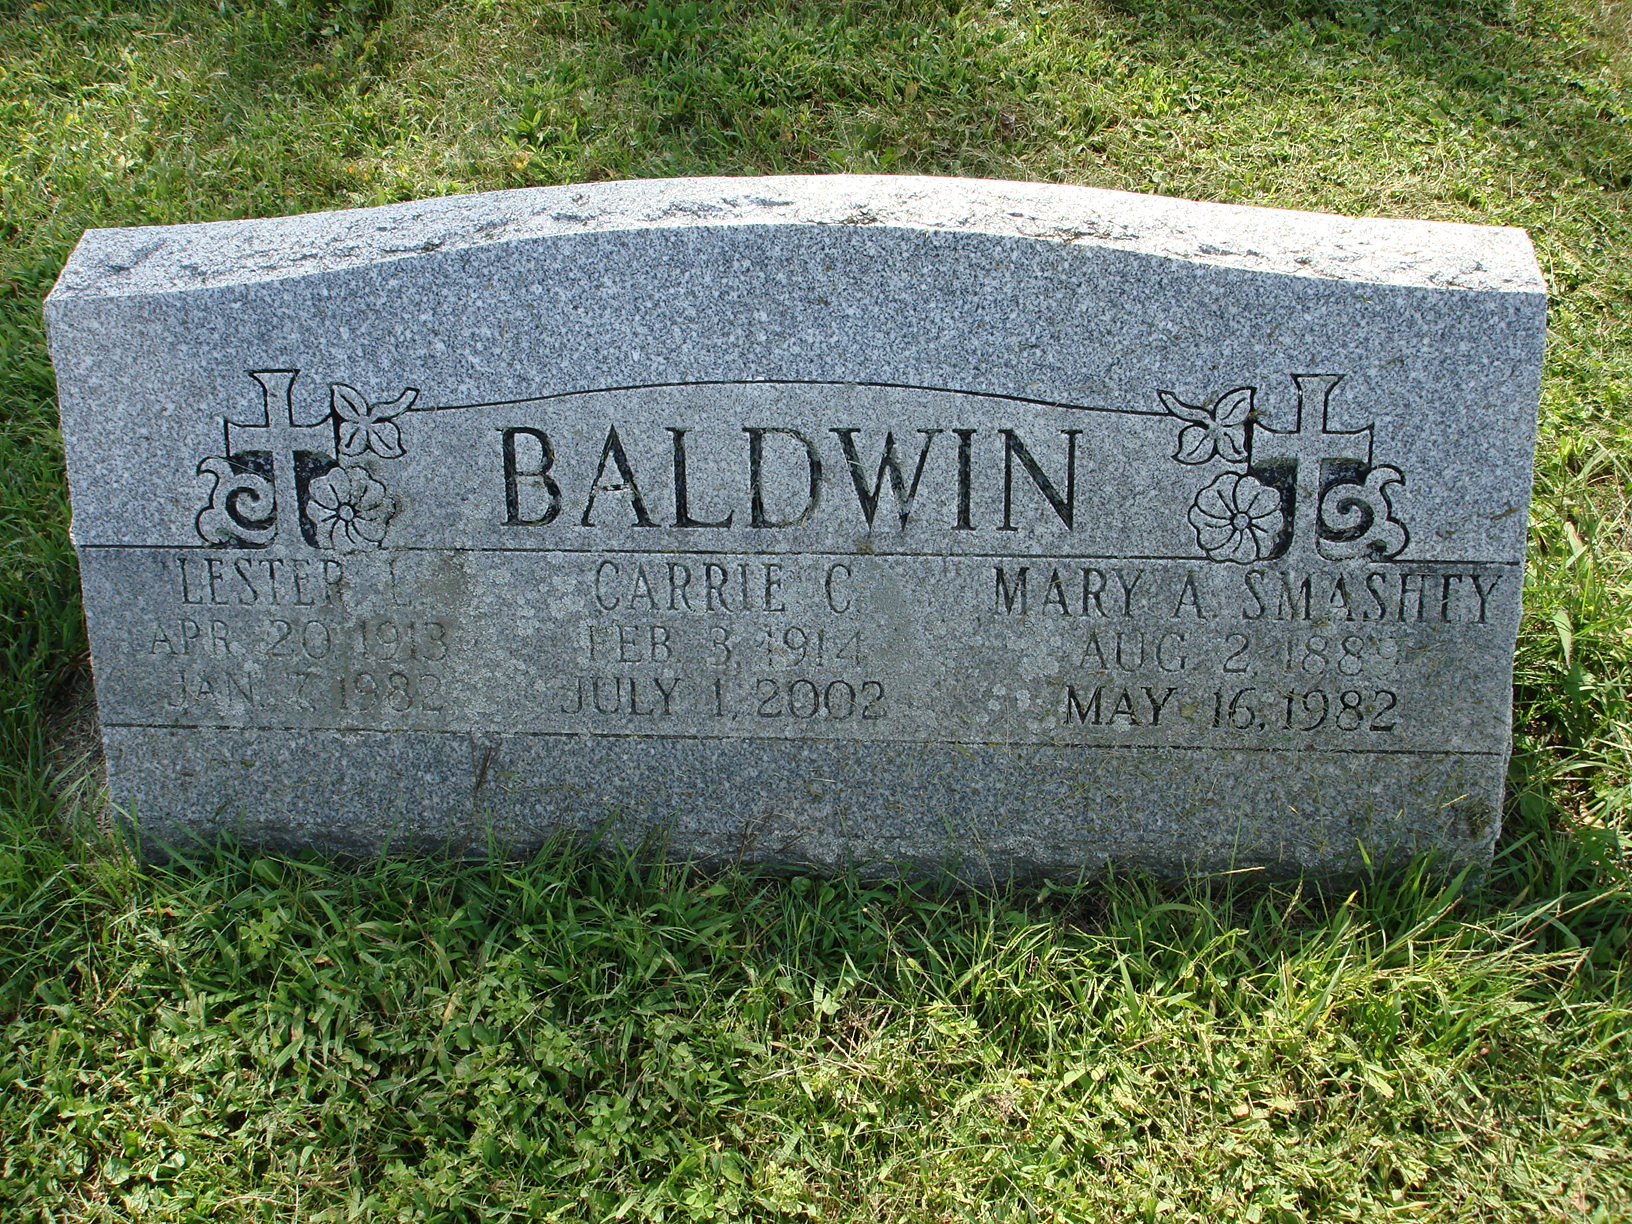 BALDWIN
LESTER L. CARRIE C. MARY A. SMASHEY
APR. 20, 1913 FEB. 3, 1914 AUG. 2, 1889
JAN. 7, 1982 JULY 1, 2002 MAY 16, 1982